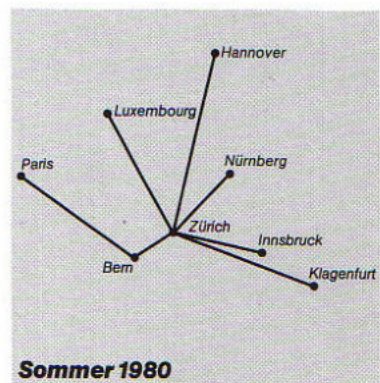 Hannover
Luxembourg
Paris
Nürnberg
Zürich
Innsbruck
Bern
Klagenfurt
Sommer 1980